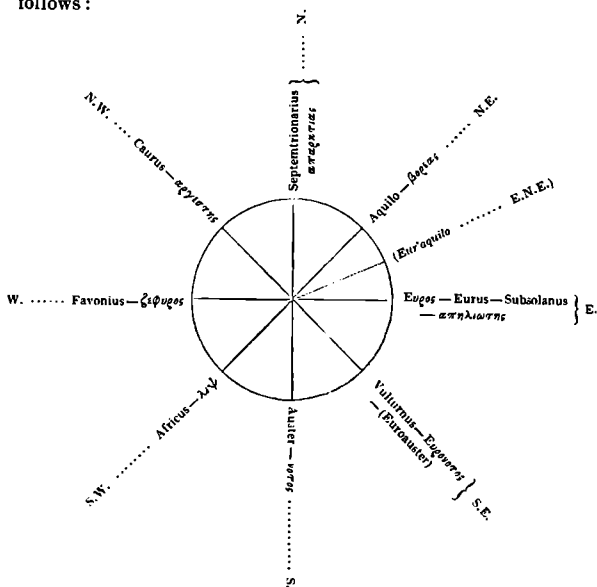 follows :
N.
Septemtrionarius
απαρκτιας
N.W. ...... Caurus — αργιστης
Aquilo — βορεας ...... N.E.
(Eur'aquilo ........ E.N.E.)
W. ...... Favonius — ζεφυρος
Ευρος — Eurus — Subsolanus
— απηλιωτης } E.
S.W. ........ Africus — λιψ
Auster — νοτος
S.
Vulturnus — Ευρονοτος
— (Euroauster) } S.E.